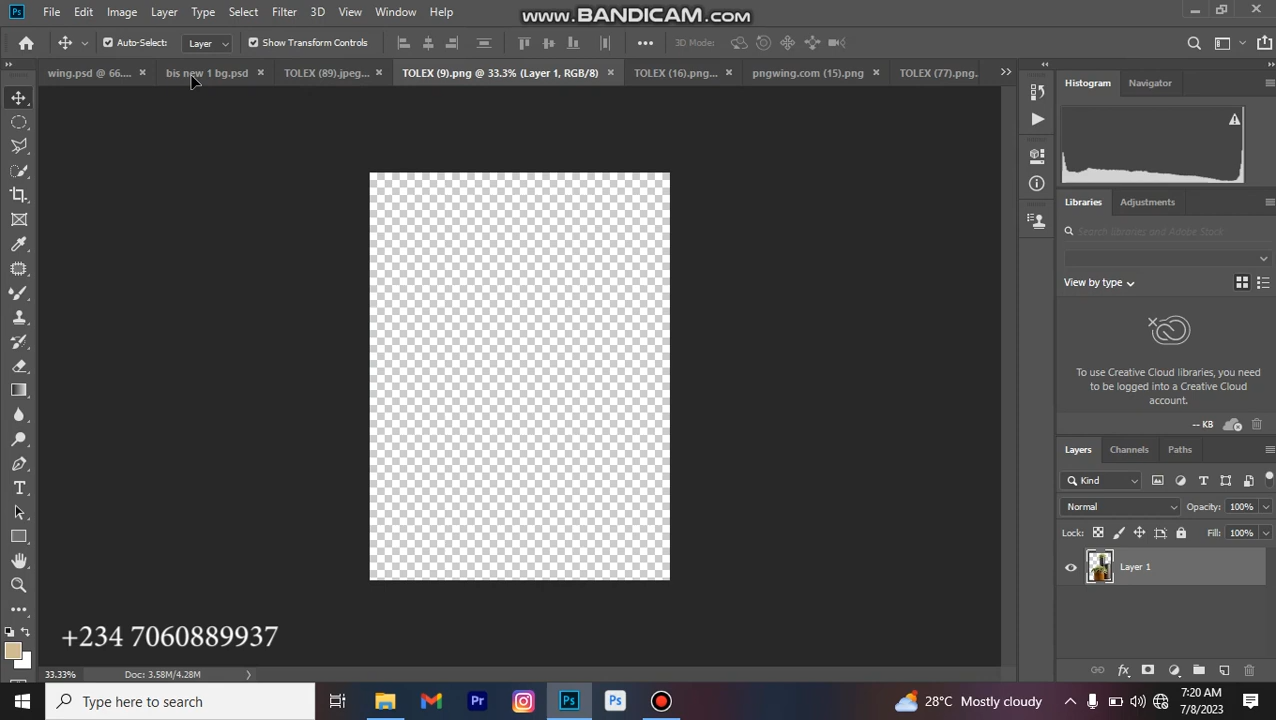 www.BANDICAM.com
Ps File Edit Image Layer Type Select Filter 3D View Window Help
Auto-Select: Layer Show Transform Controls 3D Mode:
wing.psd @ 66.... × bis new 1 bg.psd × TOLEX (89).jpeg... × TOLEX (9).png @ 33.3% (Layer 1, RGB/8) × TOLEX (16).png... × pngwing.com (15).png × TOLEX (77).png.
Histogram Navigator
Libraries Adjustments
Search Libraries and Adobe Stock
View by type
To use Creative Cloud libraries, you need
to be logged into a Creative Cloud
account.
-- KB
Layers Channels Paths
Kind
Normal Opacity: 100%
Lock: Fill: 100%
Layer 1
+234 7060889937
33.33% Doc: 3.58M/4.28M
Type here to search
Pr Ps Ps
28°C Mostly cloudy
7:20 AM
7/8/2023